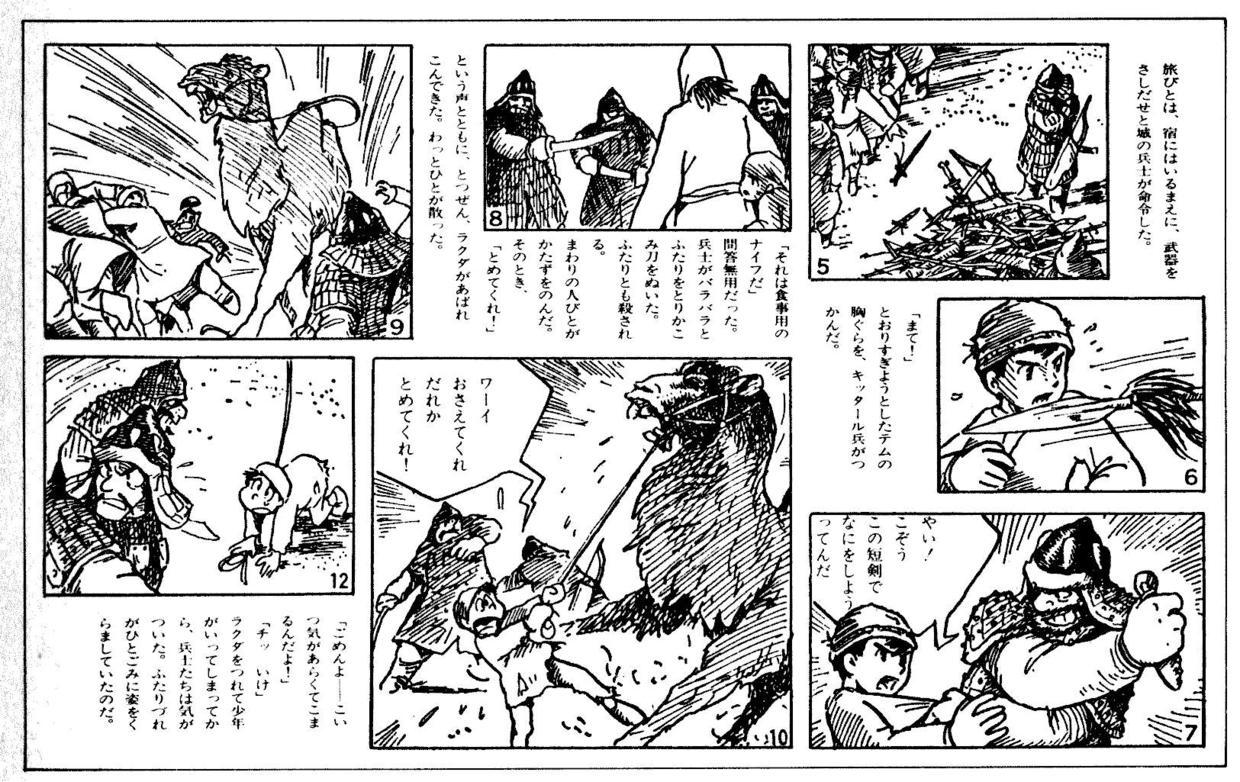 旅びとは、宿にはいるまえに、武器を
さしだせと城の兵士が命令した。
5
「まて！」
とおりすぎようとしたテムの
胸ぐらを、キッタール兵がつ
かんだ。
6
やい！
こぞう
この短剣で
なにをしよう
ってんだ
7
8
「それは食事用の
ナイフだ」
問答無用だった。
兵士がバラバラと
ふたりをとりかこ
み刀をぬいた。
ふたりとも殺され
る。
まわりの人びとが
かたずをのんだ。
そのとき、
「とめてくれ！」
という声とともに、とつぜん、ラクダがあばれ
こんできた。わっとひとが散った。
9
ワーイ
おさえてくれ
だれか
とめてくれ！
10
12
「ごめんよ……こい
つ気があらくてこま
るんだよ！」
「チッ　いけ」
ラクダをつれて少年
がいってしまってか
ら、兵士たちは気が
ついた。ふたりづれ
がひとごみに姿をく
らましていたのだ。